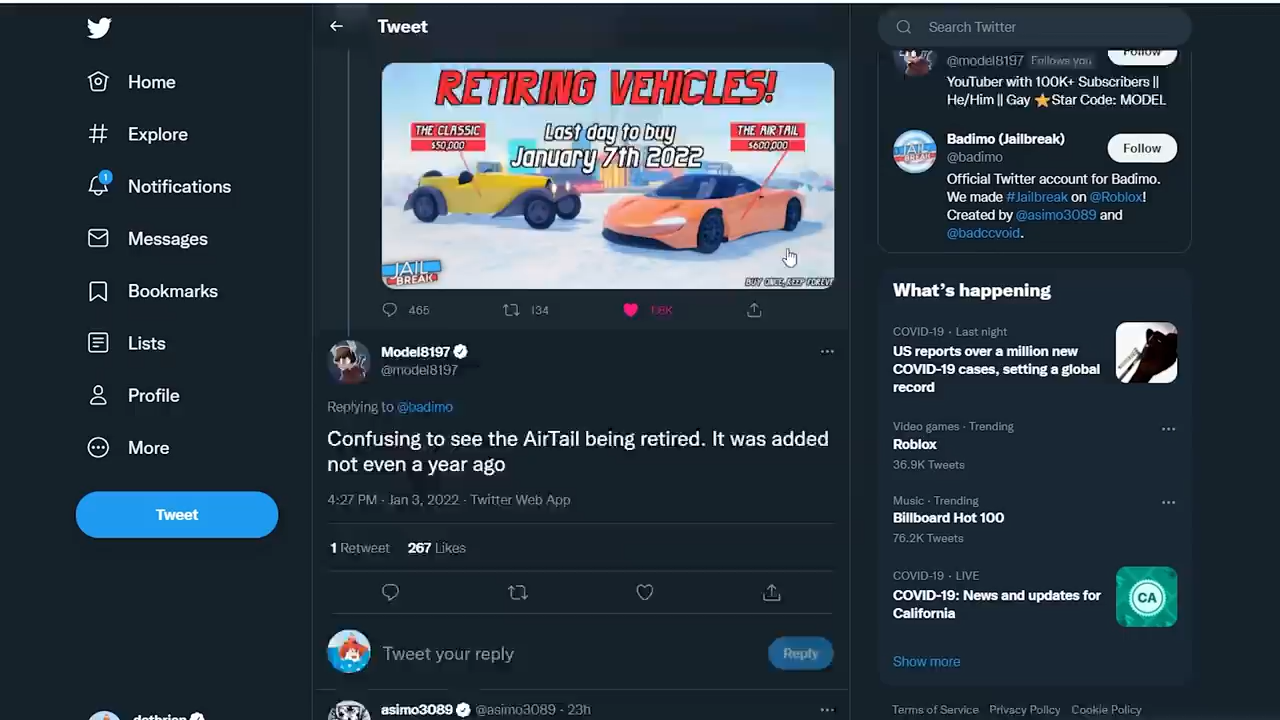 Home
Explore
1
Notifications
Messages
Bookmarks
Lists
Profile
More
Tweet
Tweet
RETIRING VEHICLES!
THE CLASSIC
$50,000
Last day to buy
January 7th 2022
THE AIRTAIL
$600,000
JAIL
BREAK
BUY ONCE, KEEP FOREVER
465
134
Model8197
@model8197
Replying to @badimo
Confusing to see the AirTail being retired. It was added
not even a year ago
4:27 PM · Jan 3, 2022 · Twitter Web App
1 Retweet 267 Likes
Tweet your reply
Reply
asimo3089 @asimo3089 · 23h
Search Twitter
@model8197 Follows you
Follow
YouTuber with 100K+ Subscribers ||
He/Him || Gay ⭐Star Code: MODEL
Badimo (Jailbreak)
@badimo
Follow
Official Twitter account for Badimo.
We made #Jailbreak on @Roblox!
Created by @asimo3089 and
@badccvoid.
What's happening
COVID-19 · Last night
US reports over a million new
COVID-19 cases, setting a global
record
Video games · Trending
Roblox
36.9K Tweets
Music · Trending
Billboard Hot 100
76.2K Tweets
COVID-19 · LIVE
COVID-19: News and updates for
California
CA
Show more
Terms of Service Privacy Policy Cookie Policy